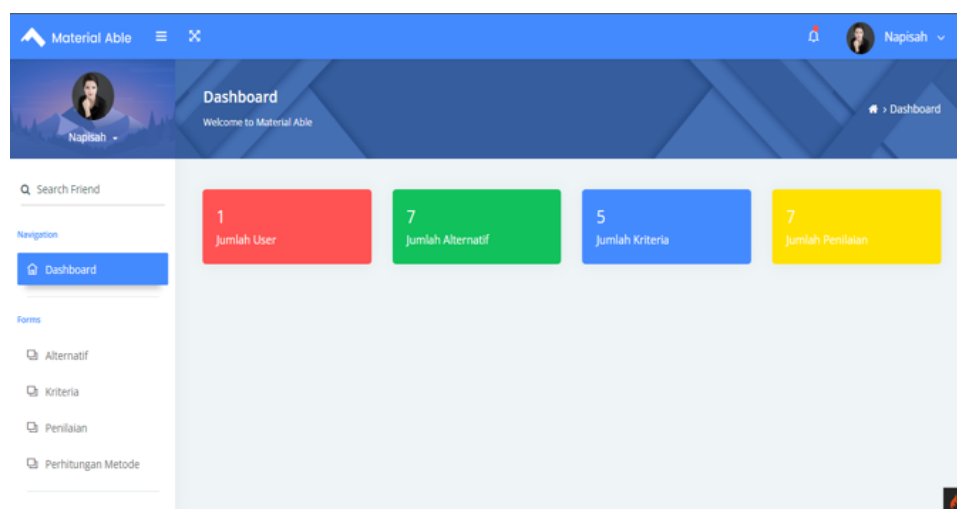 Material Able
Napisah
Napisah
Dashboard
Welcome to Material Able
> Dashboard
Search Friend
Navigation
Dashboard
Forms
Alternatif
Kriteria
Penilaian
Perhitungan Metode
1
Jumlah User
7
Jumlah Alternatif
5
Jumlah Kriteria
7
Jumlah Penilaian